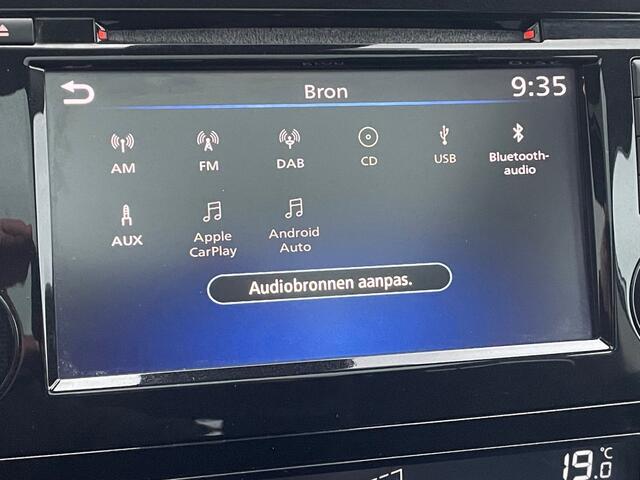 Bron 9:35
AM FM DAB CD USB Bluetooth-
audio
AUX Apple
CarPlay Android
Auto
Audiobronnen aanpas.
19.0 °C